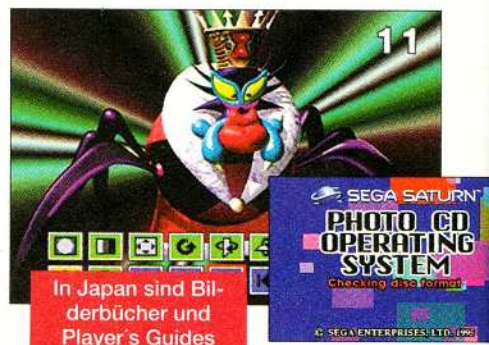 11
SEGA SATURN™
PHOTO CD
OPERATING
SYSTEM
Checking disc format
© SEGA ENTERPRISES, LTD. 1995
In Japan sind Bil-
derbücher und
Player's Guides